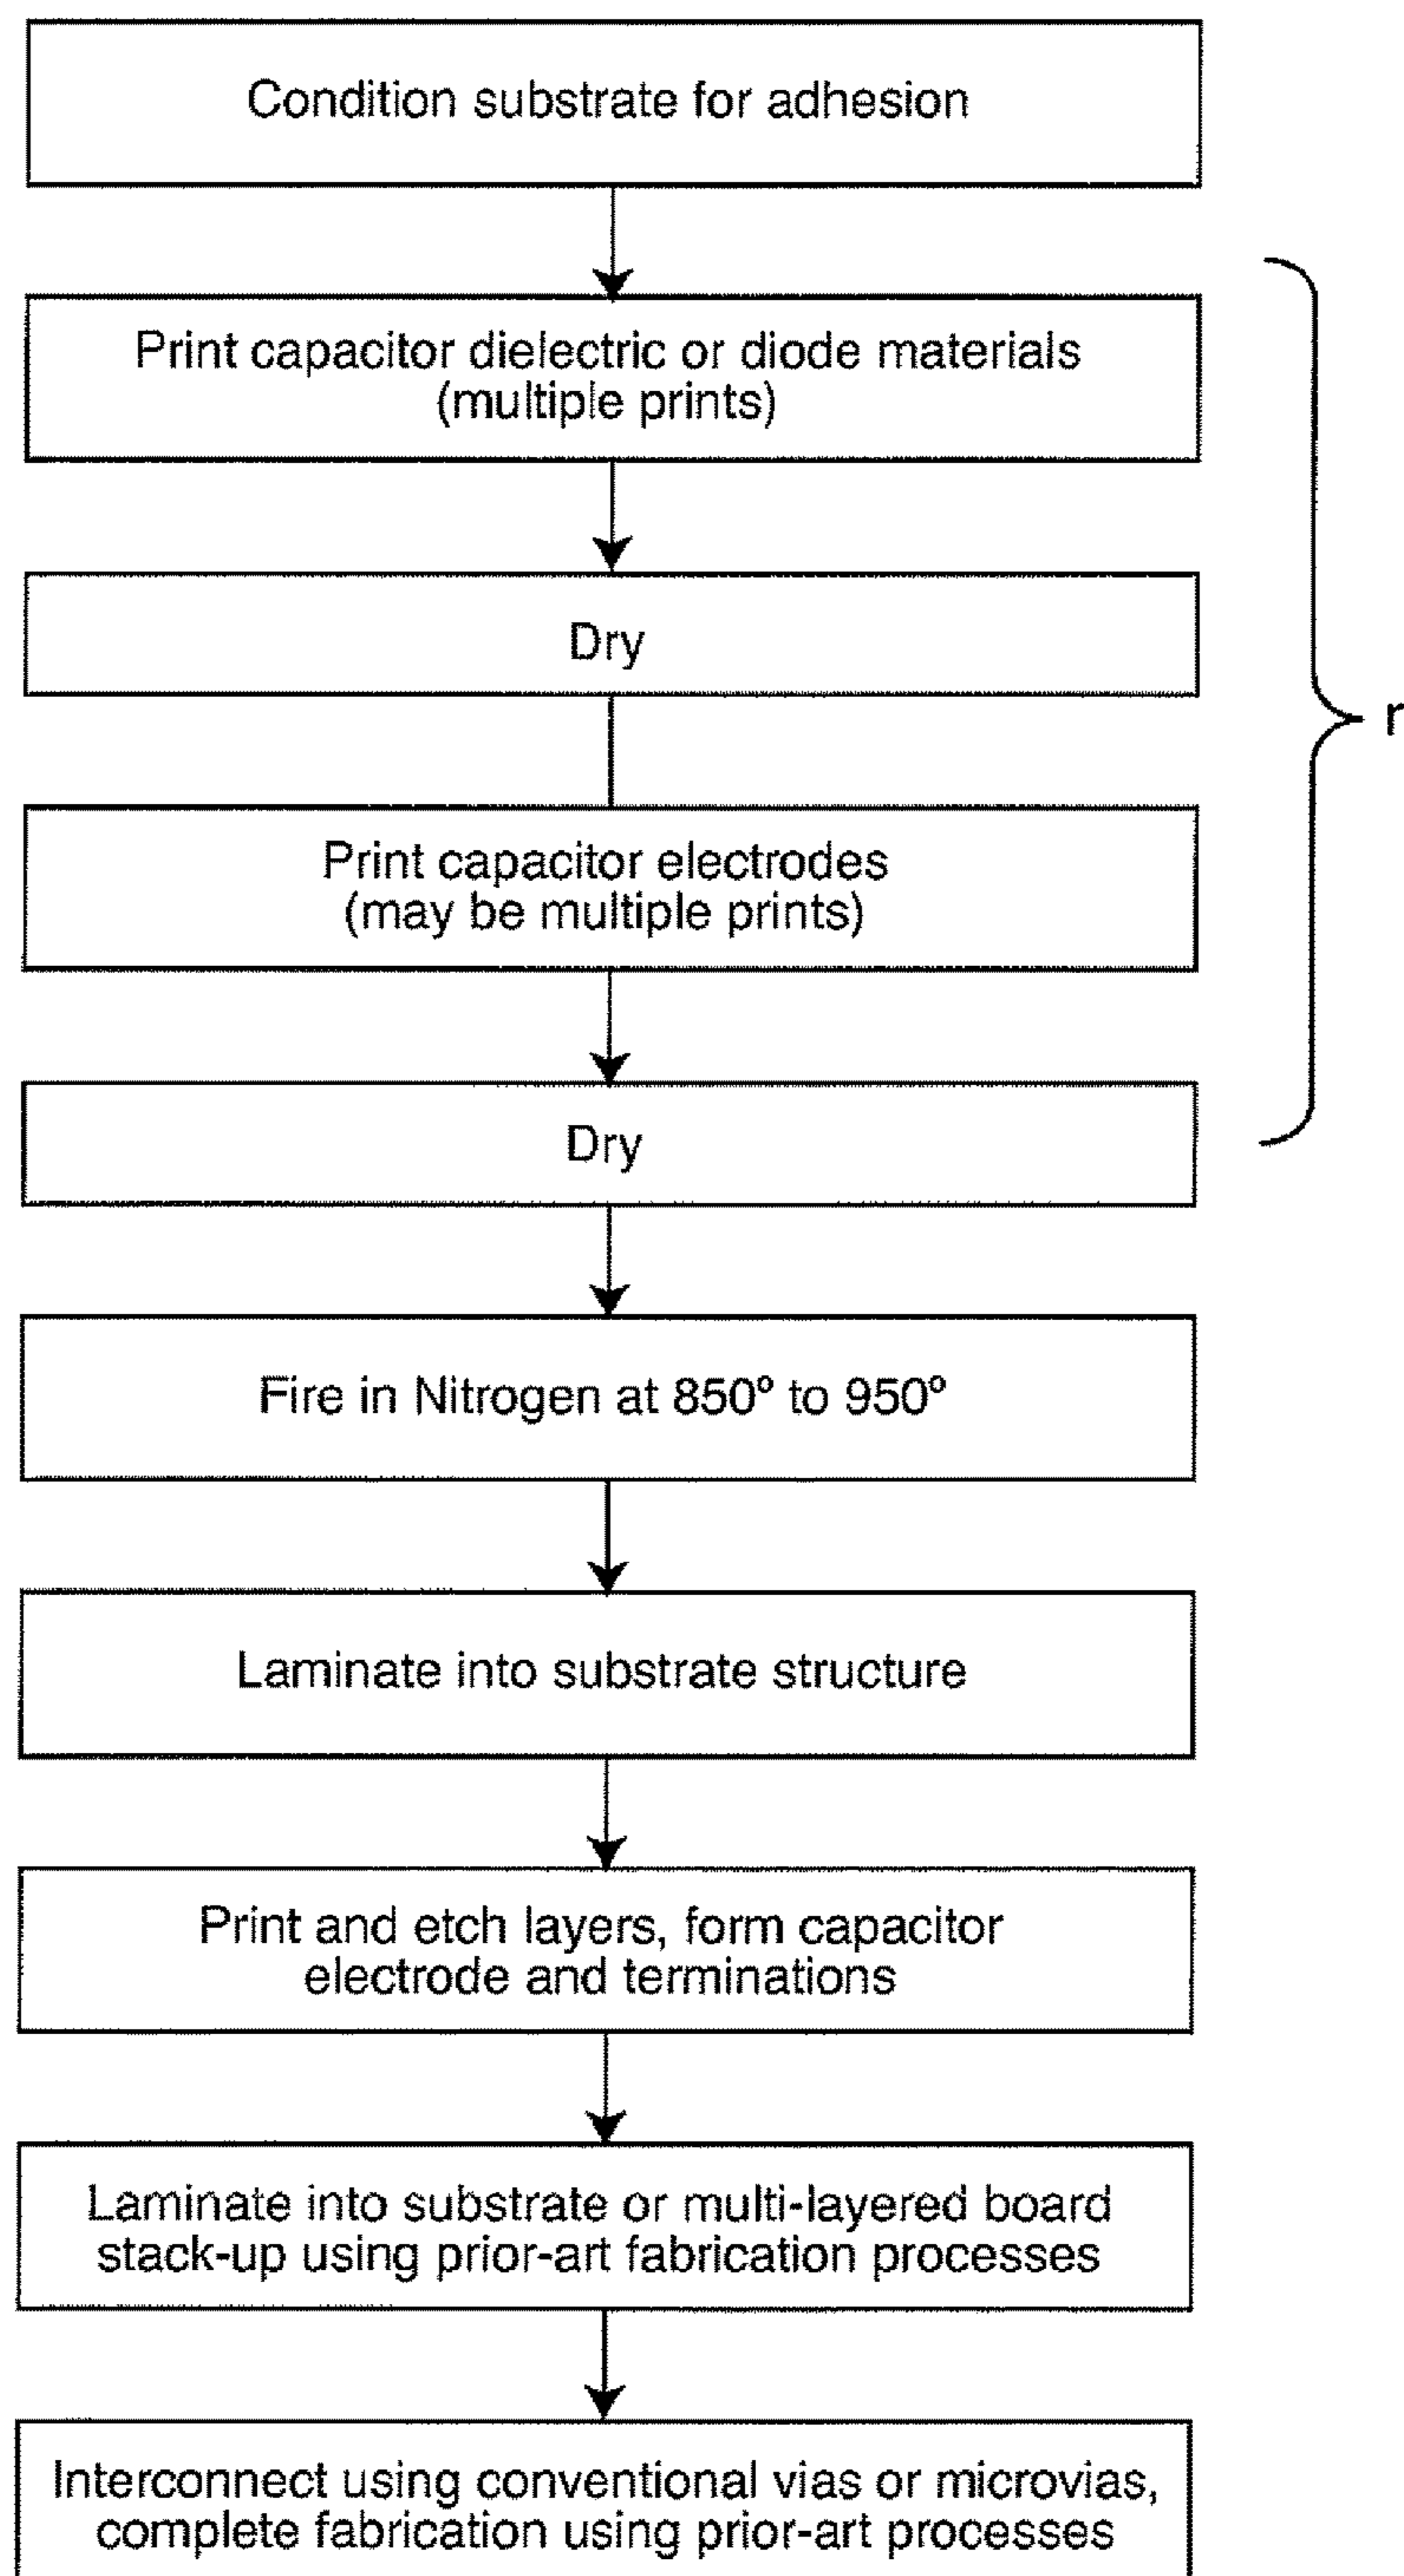 Condition substrate for adhesion
Print capacitor dielectric or diode materials
(multiple prints)
Dry
Print capacitor electrodes
(may be multiple prints)
r
Dry
Fire in Nitrogen at 850º to 950º
Laminate into substrate structure
Print and etch layers, form capacitor
electrode and terminations
Laminate into substrate or multi-layered board
stack-up using prior-art fabrication processes
Interconnect using conventional vias or microvias,
complete fabrication using prior-art processes